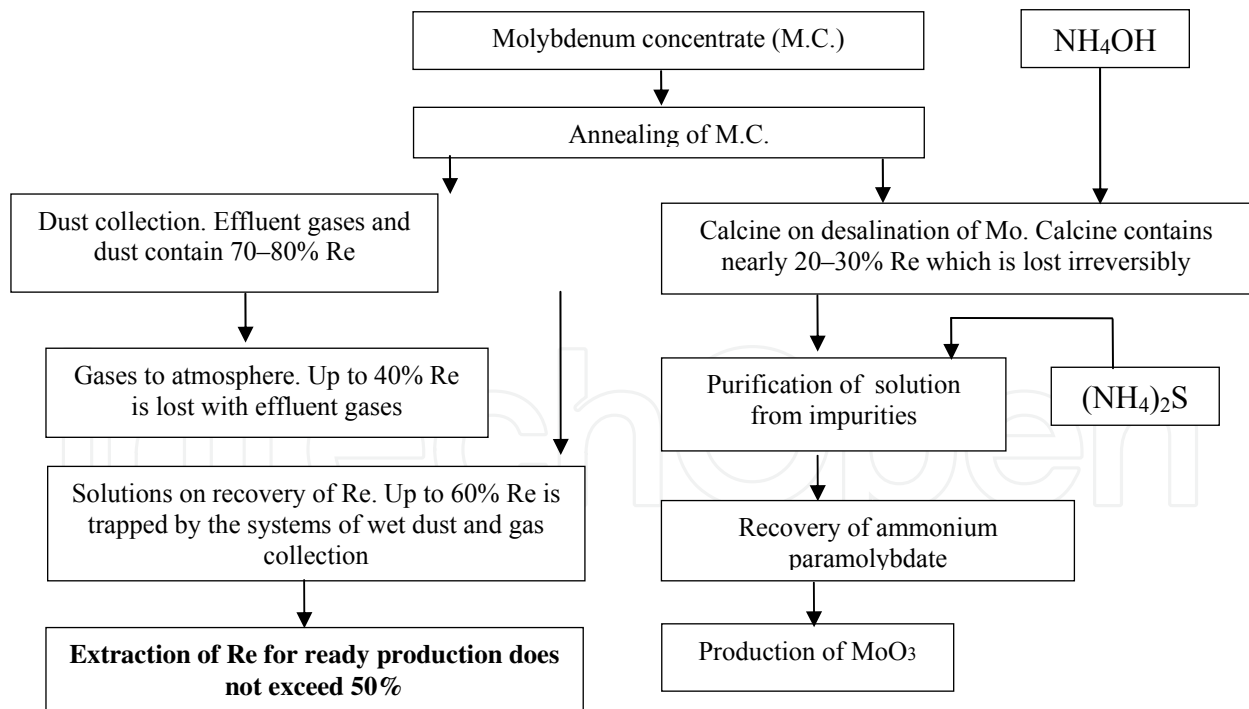 Molybdenum concentrate (M.C.)
NH₄OH
Annealing of M.C.
Dust collection. Effluent gases and
dust contain 70–80% Re
Calcine on desalination of Mo. Calcine contains
nearly 20–30% Re which is lost irreversibly
Gases to atmosphere. Up to 40% Re
is lost with effluent gases
Purification of solution
from impurities
(NH₄)₂S
Solutions on recovery of Re. Up to 60% Re is
trapped by the systems of wet dust and gas
collection
Recovery of ammonium
paramolybdate
Extraction of Re for ready production does
not exceed 50%
Production of MoO₃
InTechOpen